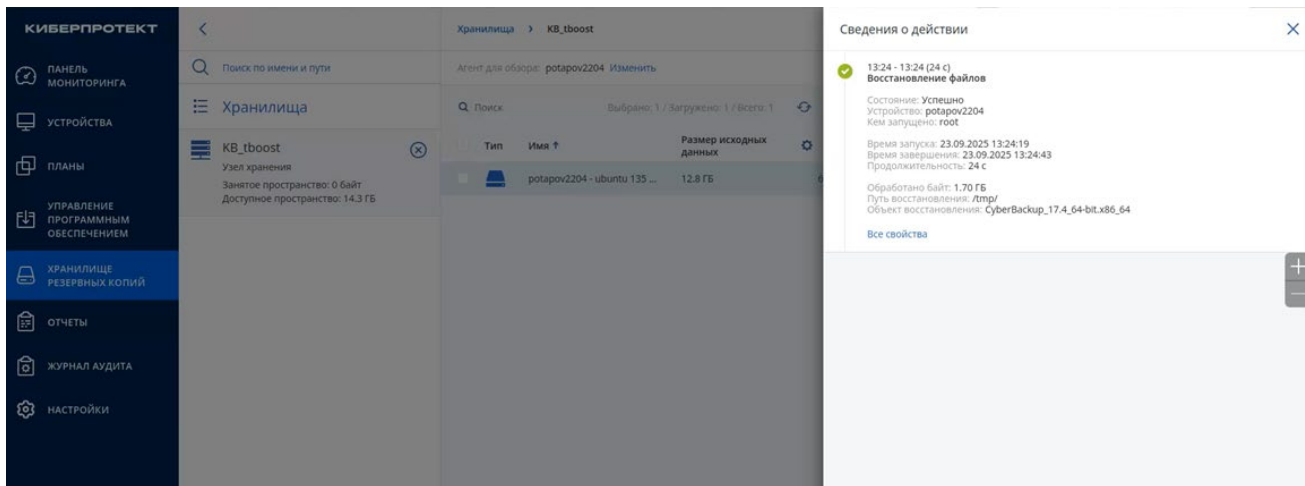 КИБЕРПРОТЕКТ
ПАНЕЛЬ
МОНИТОРИНГА
УСТРОЙСТВА
ПЛАНЫ
УПРАВЛЕНИЕ
ПРОГРАММНЫМ
ОБЕСПЕЧЕНИЕМ
ХРАНИЛИЩЕ
РЕЗЕРВНЫХ КОПИЙ
ОТЧЕТЫ
ЖУРНАЛ АУДИТА
НАСТРОЙКИ
Поиск по имени и пути
Хранилища
KB_tboost
Узел хранения
Занятое пространство: 0 байт
Доступное пространство: 14.3 ГБ
Хранилища > KB_tboost
Агент для обзора: potapov2204 Изменить
Поиск Выбрано: 1 / Загружено: 1 / Всего: 1
Тип Имя ↑ Размер исходных
данных
potapov2204 - ubuntu 135 ... 12.8 ГБ
Сведения о действии
13:24 - 13:24 (24 с)
Восстановление файлов
Состояние: Успешно
Устройство: potapov2204
Кем запущено: root
Время запуска: 23.09.2025 13:24:19
Время завершения: 23.09.2025 13:24:43
Продолжительность: 24 с
Обработано байт: 1.70 ГБ
Путь восстановления: /tmp/
Объект восстановления: CyberBackup_17.4_64-bit.x86_64
Все свойства